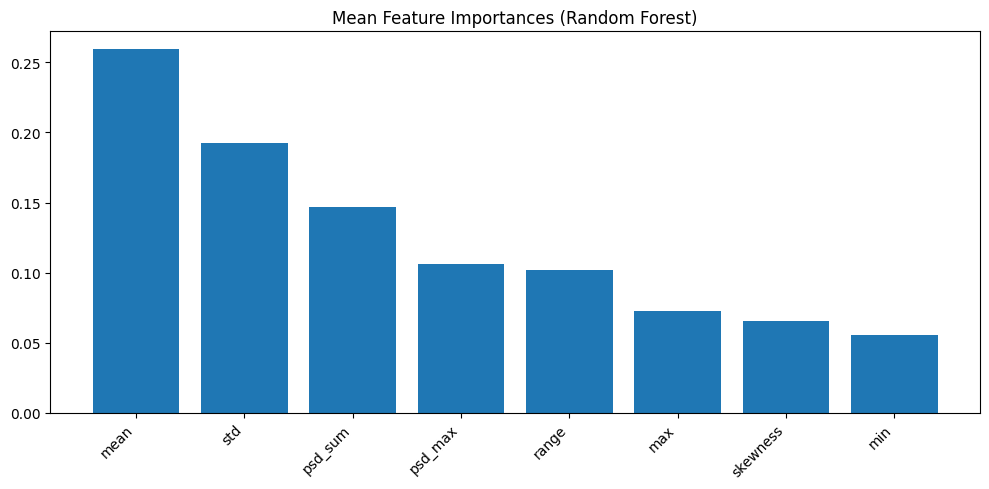 Mean Feature Importances (Random Forest)
0.25
0.20
0.15
0.10
0.05
0.00
mean
std
psd_sum
psd_max
range
max
skewness
min